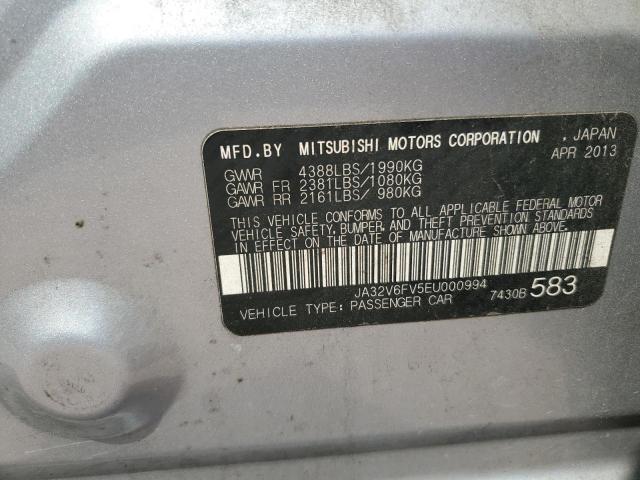 MFD.BY MITSUBISHI MOTORS CORPORATION , JAPAN
GVWR 4388LBS/1990KG APR 2013
GAWR FR 2381LBS/1080KG
GAWR RR 2161LBS/ 980KG
THIS VEHICLE CONFORMS TO ALL APPLICABLE FEDERAL MOTOR
VEHICLE SAFETY, BUMPER, AND THEFT PREVENTION STANDARDS
IN EFFECT ON THE DATE OF MANUFACTURE SHOWN ABOVE.
JA32V6FV5EU000994
VEHICLE TYPE: PASSENGER CAR 7430B 583